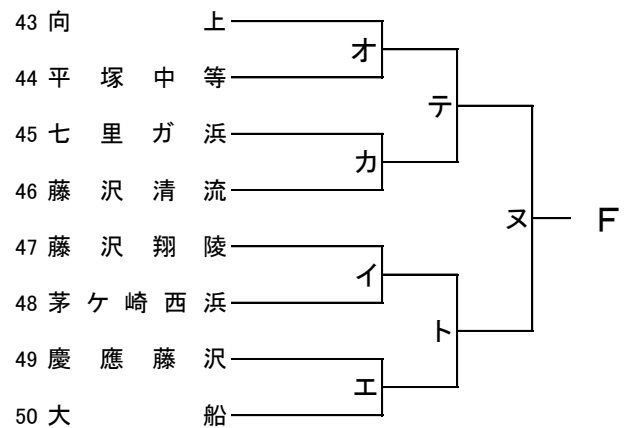 43 向上
オ
44 平塚中等
テ
45 七里ガ浜
カ
46 藤沢清流
ヌ F
47 藤沢翔陵
イ
48 茅ケ崎西浜
ト
49 慶應藤沢
エ
50 大船